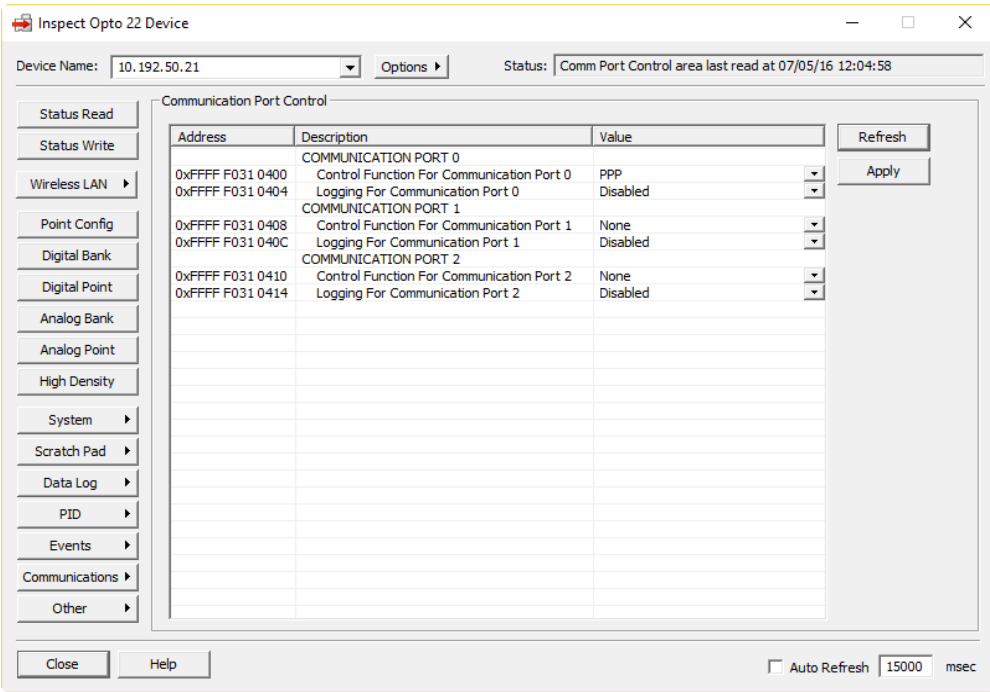 Inspect Opto 22 Device
Device Name: 10.192.50.21 Options Status: Comm Port Control area last read at 07/05/16 12:04:58
Status Read
Status Write
Wireless LAN
Point Config
Digital Bank
Digital Point
Analog Bank
Analog Point
High Density
System
Scratch Pad
Data Log
PID
Events
Communications
Other
Communication Port Control
Address Description Value
COMMUNICATION PORT 0
0xFFFF F031 0400 Control Function For Communication Port 0 PPP
0xFFFF F031 0404 Logging For Communication Port 0 Disabled
COMMUNICATION PORT 1
0xFFFF F031 0408 Control Function For Communication Port 1 None
0xFFFF F031 040C Logging For Communication Port 1 Disabled
COMMUNICATION PORT 2
0xFFFF F031 0410 Control Function For Communication Port 2 None
0xFFFF F031 0414 Logging For Communication Port 2 Disabled
Refresh
Apply
Close Help Auto Refresh 15000 msec